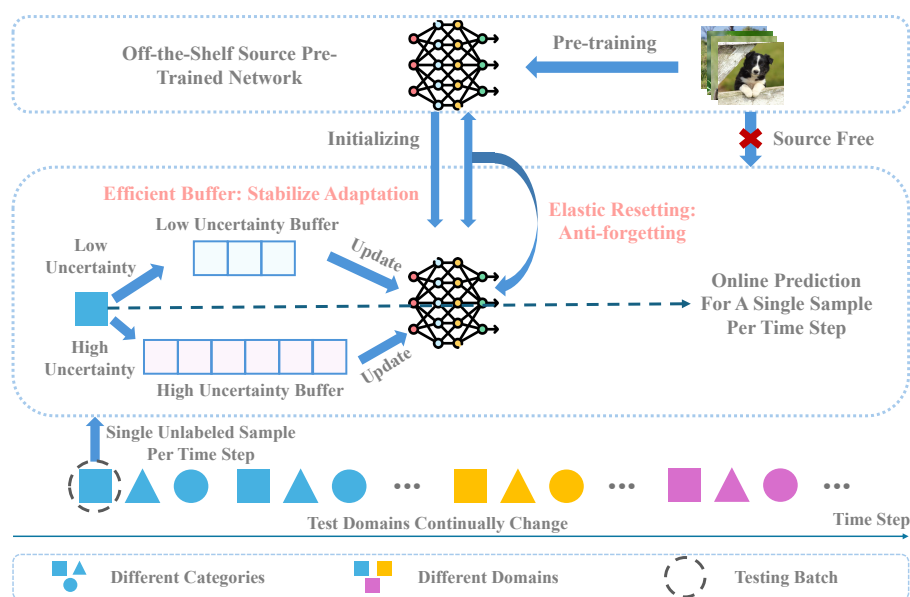 Off-the-Shelf Source Pre-
Trained Network
Pre-training
Initializing
Source Free
Efficient Buffer: Stabilize Adaptation
Elastic Resetting:
Anti-forgetting
Low Uncertainty Buffer
Low
Uncertainty
Update
Online Prediction
For A Single Sample
Per Time Step
High
Uncertainty
Update
High Uncertainty Buffer
Single Unlabeled Sample
Per Time Step
...
...
...
Test Domains Continually Change
Time Step
Different Categories
Different Domains
Testing Batch